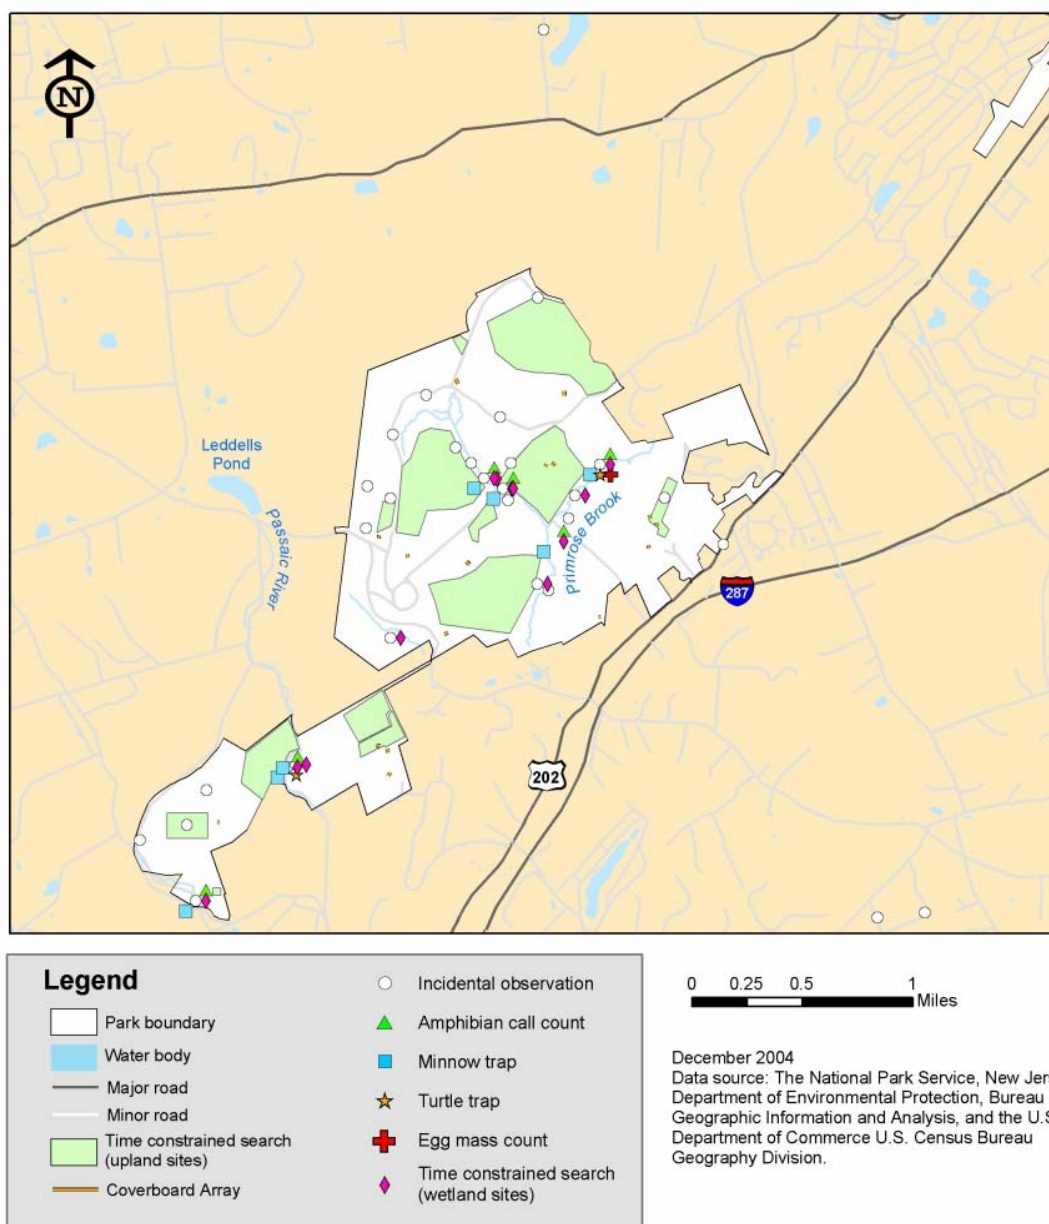 N
Leddells
Pond
Passaic River
Primrose Brook
287
202
Legend
Park boundary
Water body
Major road
Minor road
Time constrained search
(upland sites)
Coverboard Array
Incidental observation
Amphibian call count
Minnow trap
Turtle trap
Egg mass count
Time constrained search
(wetland sites)
0 0.25 0.5 1
Miles
December 2004
Data source: The National Park Service, New Jer
Department of Environmental Protection, Bureau
Geographic Information and Analysis, and the U.S
Department of Commerce U.S. Census Bureau
Geography Division.